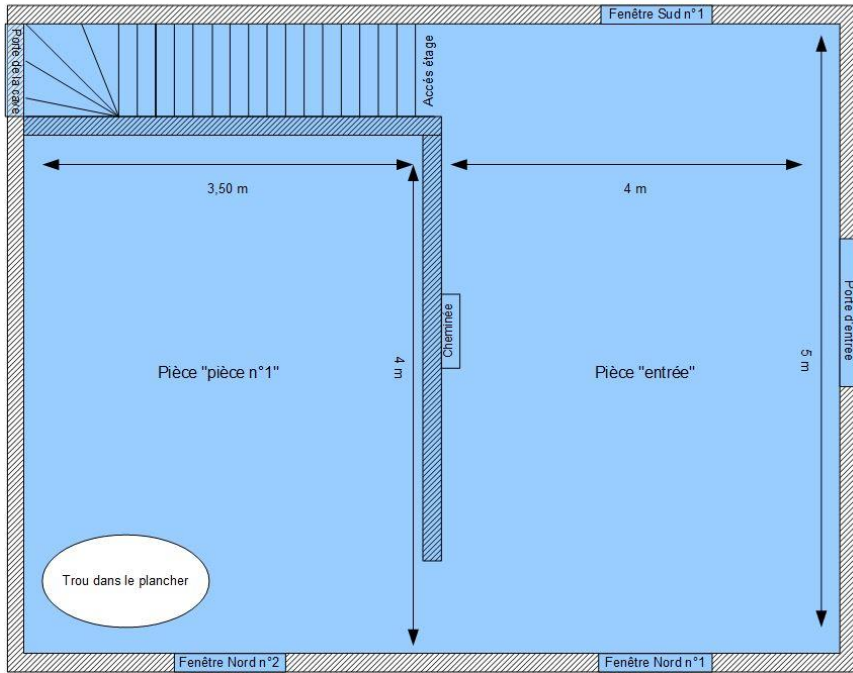 Fenêtre Sud n°1
Porte de la cave
Accés étage
3,50 m
4 m
Cheminée
Porte d'entrée
4 m
5 m
Pièce "pièce n°1"
Pièce "entrée"
Trou dans le plancher
Fenêtre Nord n°2
Fenêtre Nord n°1